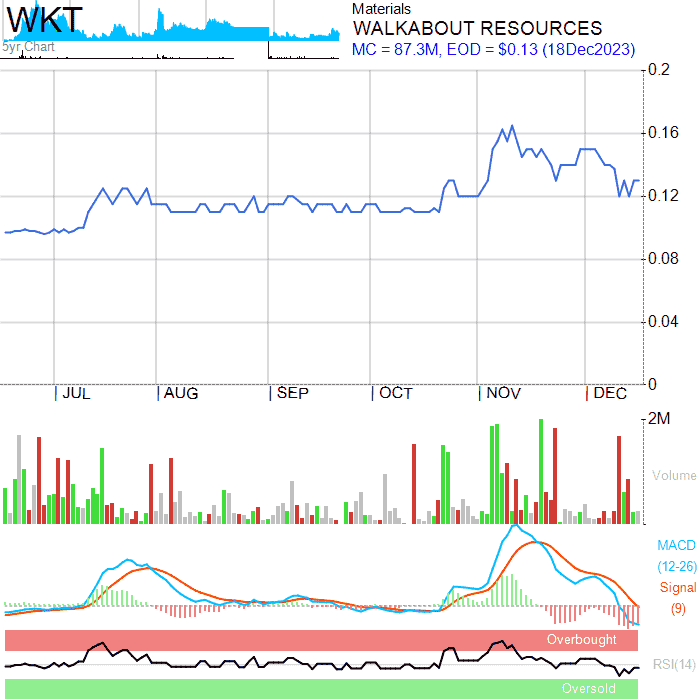 WKT
5yr Chart
Materials
WALKABOUT RESOURCES
MC = 87.3M, EOD = $0.13 (18Dec2023)
0.2
0.16
0.12
0.08
0.04
0
JUL AUG SEP OCT NOV DEC
2M
Volume
MACD
(12-26)
Signal
(9)
Overbought
RSI(14)
Oversold